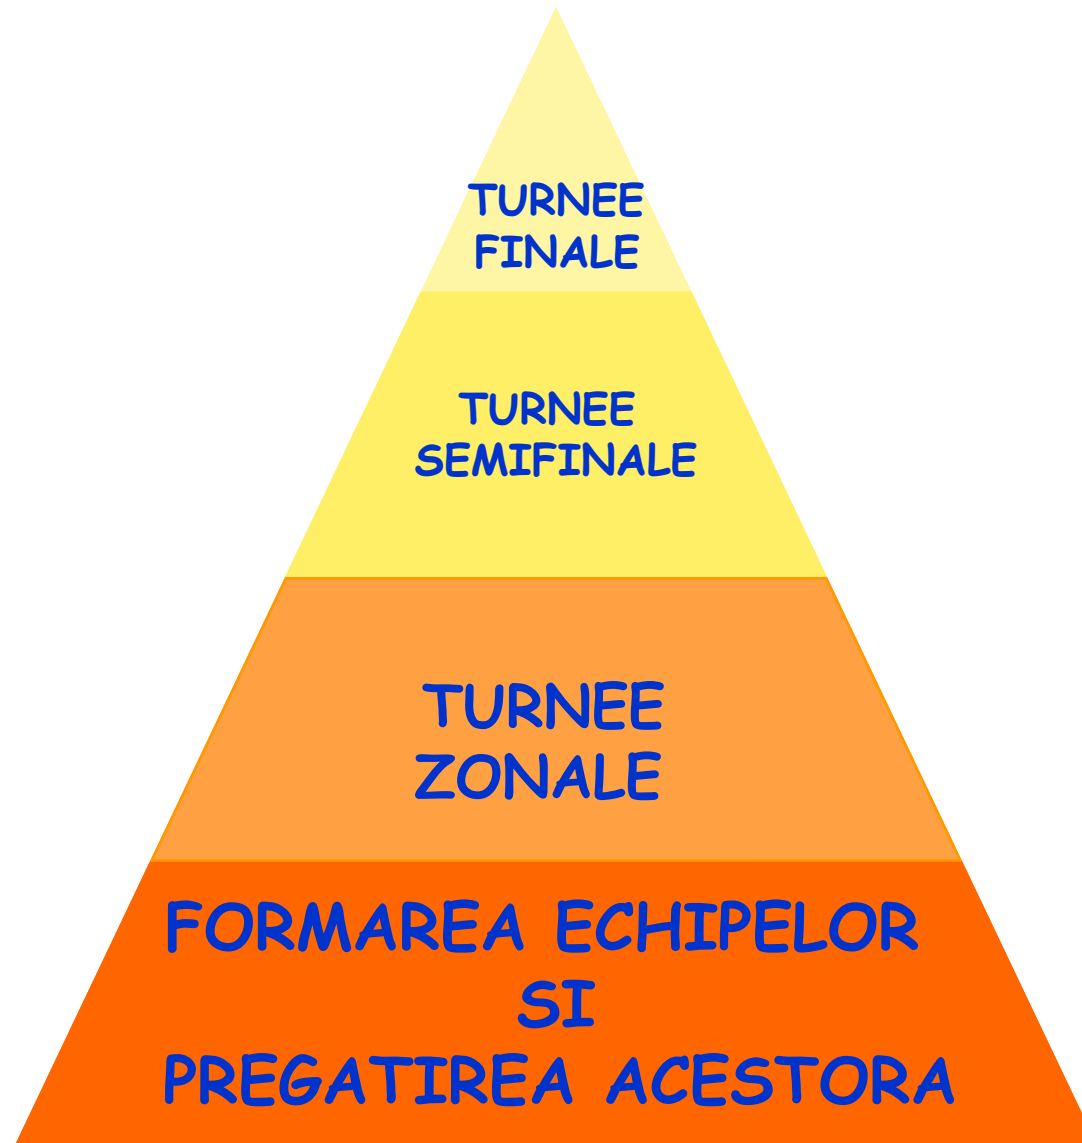 TURNEE
FINALE
TURNEE
SEMIFINALE
TURNEE
ZONALE
FORMAREA ECHIPELOR
SI
PREGATIREA ACESTORA